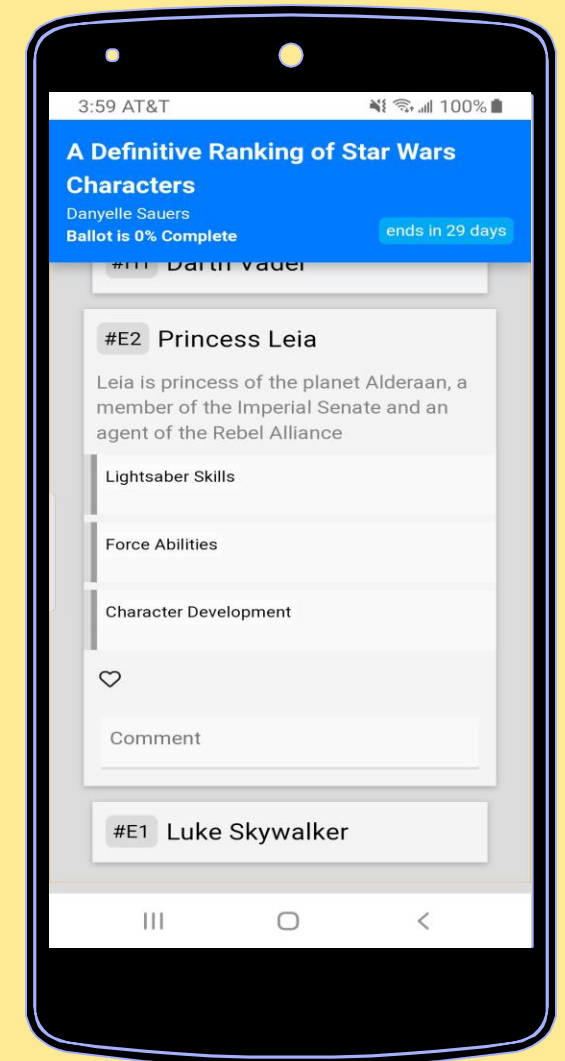 3:59 AT&T 100%
A Definitive Ranking of Star Wars
Characters
Danyelle Sauers
Ballot is 0% Complete
ends in 29 days
Darth Vader
#E2 Princess Leia
Leia is princess of the planet Alderaan, a
member of the Imperial Senate and an
agent of the Rebel Alliance
Lightsaber Skills
Force Abilities
Character Development
Comment
#E1 Luke Skywalker